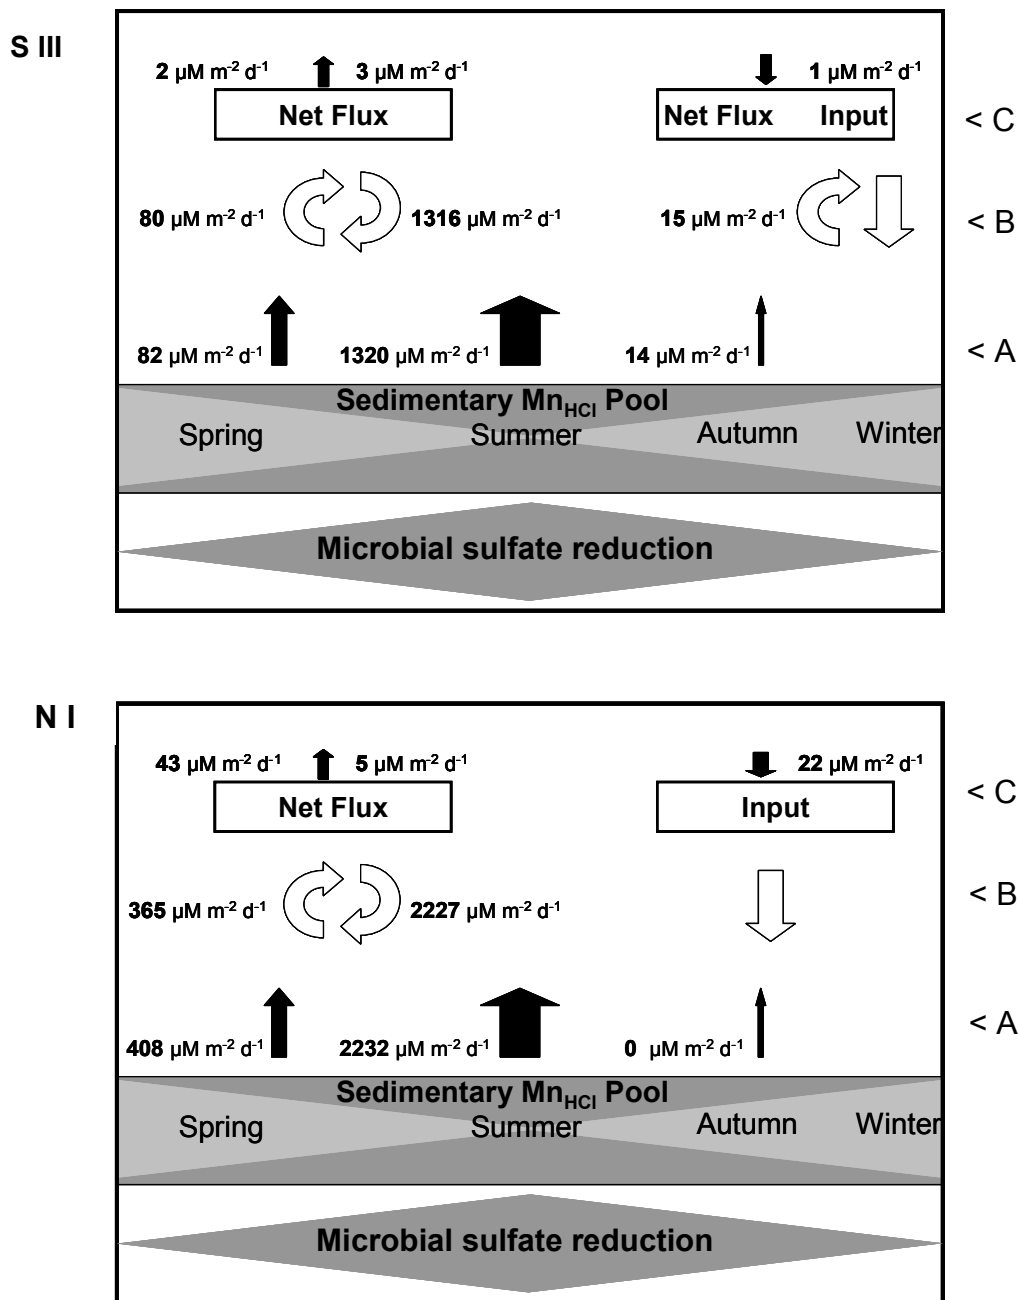 S III
2 µM m⁻² d⁻¹ 3 µM m⁻² d⁻¹ 1 µM m⁻² d⁻¹
Net Flux Net Flux Input < C
80 µM m⁻² d⁻¹ 1316 µM m⁻² d⁻¹ 15 µM m⁻² d⁻¹ < B
82 µM m⁻² d⁻¹ 1320 µM m⁻² d⁻¹ 14 µM m⁻² d⁻¹ < A
Sedimentary Mn_HCl Pool
Spring Summer Autumn Winter
Microbial sulfate reduction
N I
43 µM m⁻² d⁻¹ 5 µM m⁻² d⁻¹ 22 µM m⁻² d⁻¹
Net Flux Input < C
365 µM m⁻² d⁻¹ 2227 µM m⁻² d⁻¹ < B
408 µM m⁻² d⁻¹ 2232 µM m⁻² d⁻¹ 0 µM m⁻² d⁻¹ < A
Sedimentary Mn_HCl Pool
Spring Summer Autumn Winter
Microbial sulfate reduction